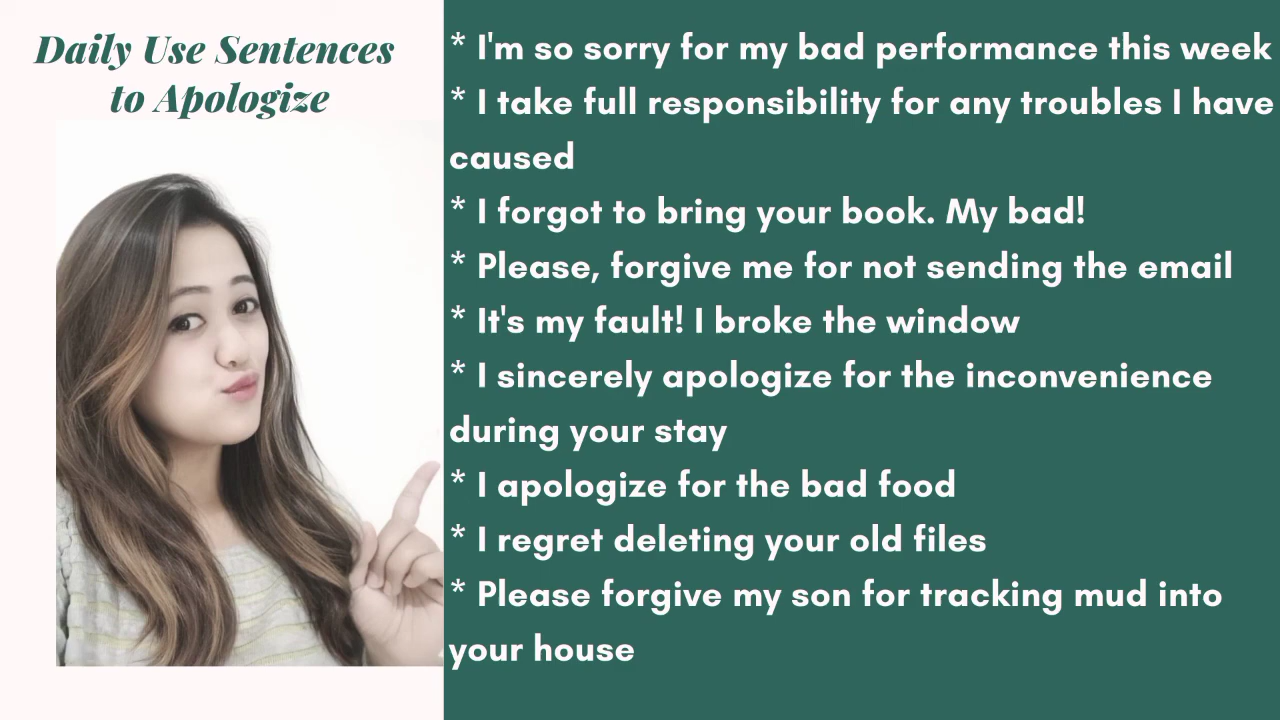 Daily Use Sentences
to Apologize
* I'm so sorry for my bad performance this week
* I take full responsibility for any troubles I have
caused
* I forgot to bring your book. My bad!
* Please, forgive me for not sending the email
* It's my fault! I broke the window
* I sincerely apologize for the inconvenience
during your stay
* I apologize for the bad food
* I regret deleting your old files
* Please forgive my son for tracking mud into
your house